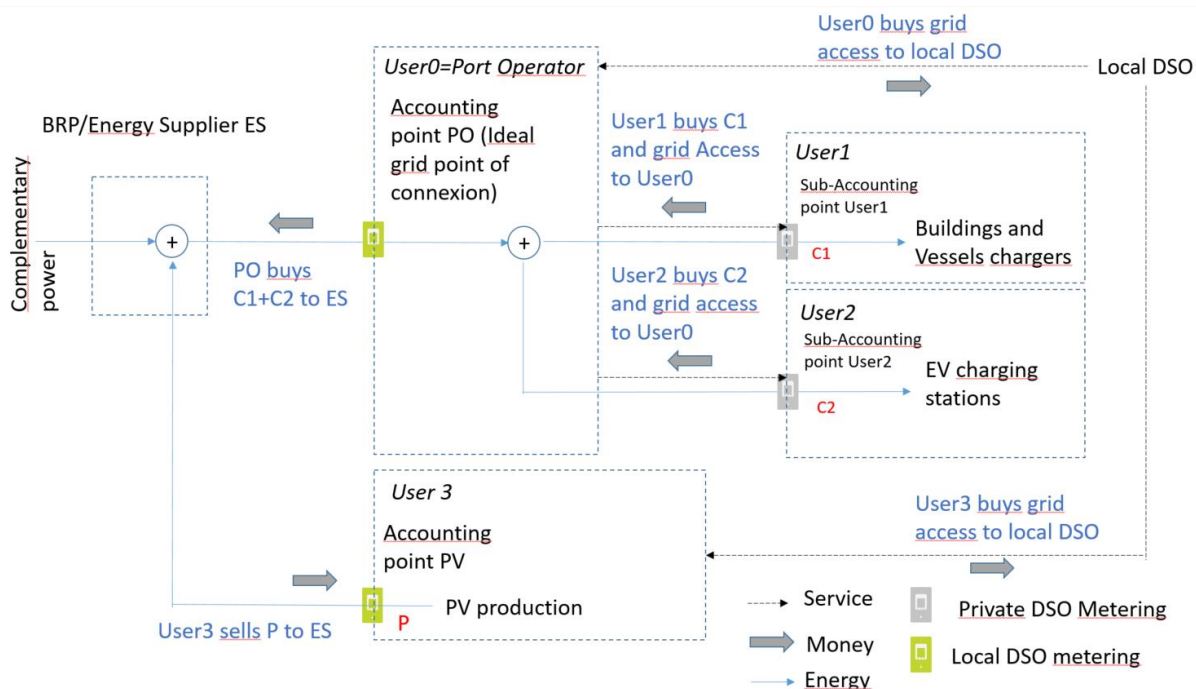 User0 buys grid
access to local DSO
Local DSO
User0=Port Operator
Accounting
point PO (Ideal
grid point of
connexion)
BRP/Energy Supplier ES
Complementary
power
+
PO buys
C1+C2 to ES
+
User1 buys C1
and grid Access
to User0
User2 buys C2
and grid access
to User0
User1
Sub-Accounting
point User1
C1
Buildings and
Vessels chargers
User2
Sub-Accounting
point User2
C2
EV charging
stations
User 3
Accounting
point PV
PV production
P
User3 sells P to ES
User3 buys grid
access to local DSO
Service
Money
Energy
Private DSO Metering
Local DSO metering